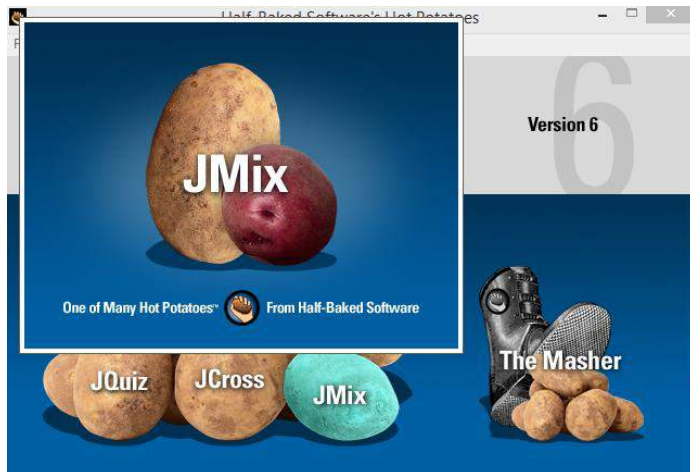 Half-Baked Software's Hot Potatoes
F
6
Version 6
JMix
One of Many Hot Potatoes™
From Half-Baked Software
The Masher
JQuiz
JCross
JMix